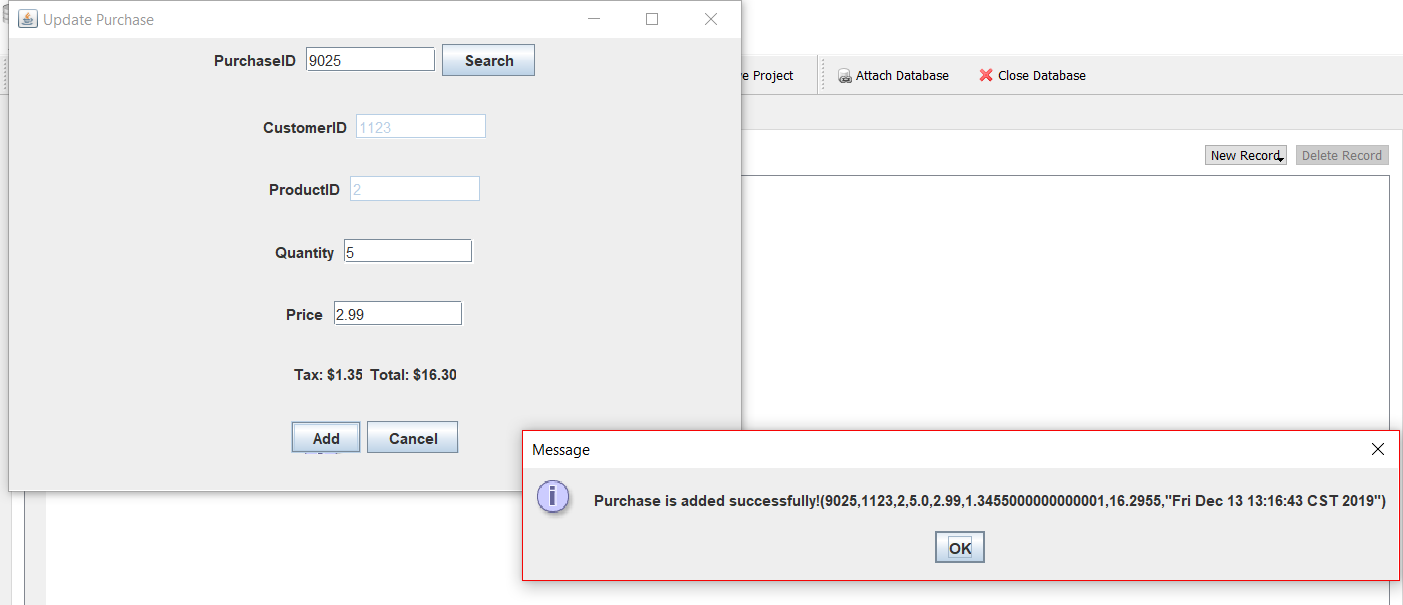 Update Purchase
PurchaseID 9025 Search
CustomerID 1123
ProductID 2
Quantity 5
Price 2.99
Tax: $1.35 Total: $16.30
Add Cancel
Project Attach Database Close Database
New Record Delete Record
Message
Purchase is added successfully!(9025,1123,2,5.0,2.99,1.3455000000000001,16.2955,"Fri Dec 13 13:16:43 CST 2019")
OK